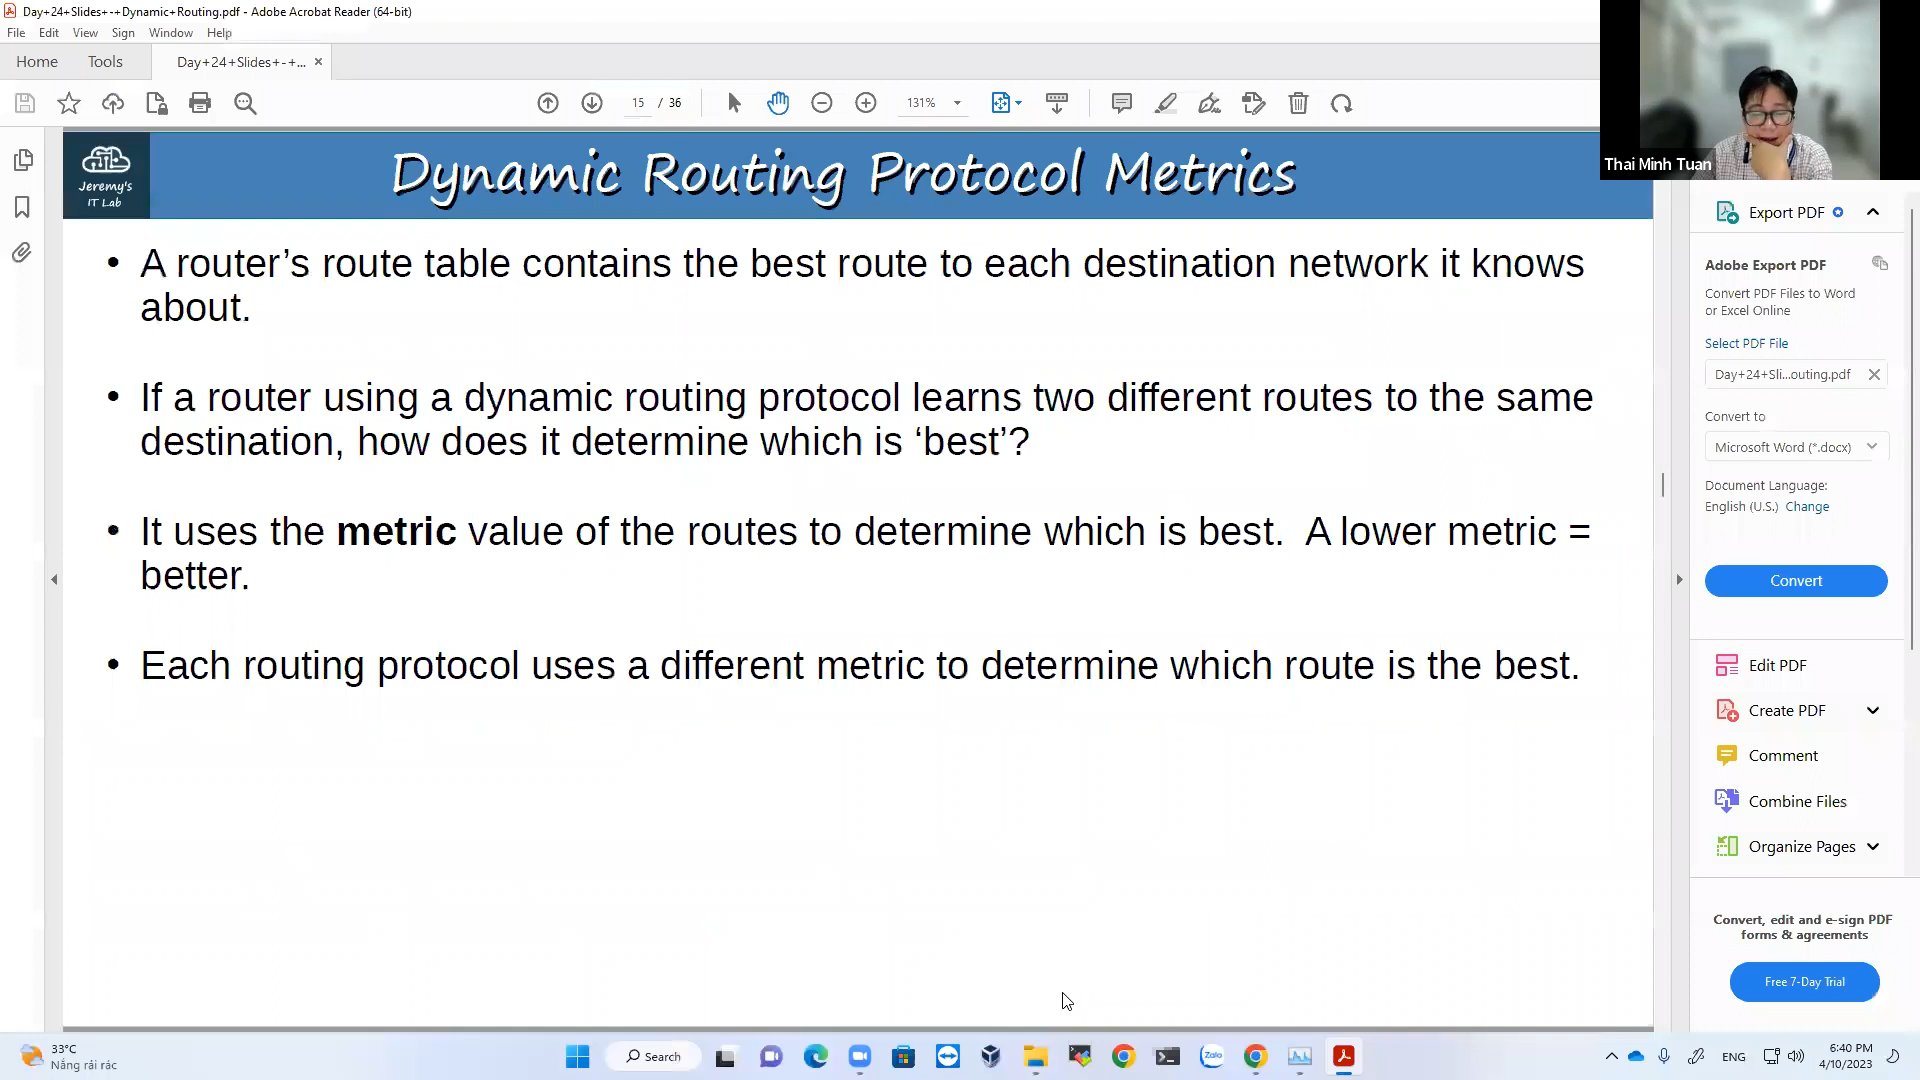 Day+24+Slides+-+Dynamic+Routing.pdf - Adobe Acrobat Reader (64-bit)
File Edit View Sign Window Help
Home Tools Day+24+Slides+-+... ×
15 / 36 131%
Thai Minh Tuan
Jeremy's
IT Lab
Dynamic Routing Protocol Metrics
• A router’s route table contains the best route to each destination network it knows
about.
• If a router using a dynamic routing protocol learns two different routes to the same
destination, how does it determine which is ‘best’?
• It uses the metric value of the routes to determine which is best. A lower metric =
better.
• Each routing protocol uses a different metric to determine which route is the best.
Export PDF
Adobe Export PDF
Convert PDF Files to Word
or Excel Online
Select PDF File
Day+24+Sli...outing.pdf
Convert to
Microsoft Word (*.docx)
Document Language:
English (U.S.) Change
Convert
Edit PDF
Create PDF
Comment
Combine Files
Organize Pages
Convert, edit and e-sign PDF
forms & agreements
Free 7-Day Trial
33°C
Nắng rải rác
Search
Zalo
ENG
6:40 PM
4/10/2023